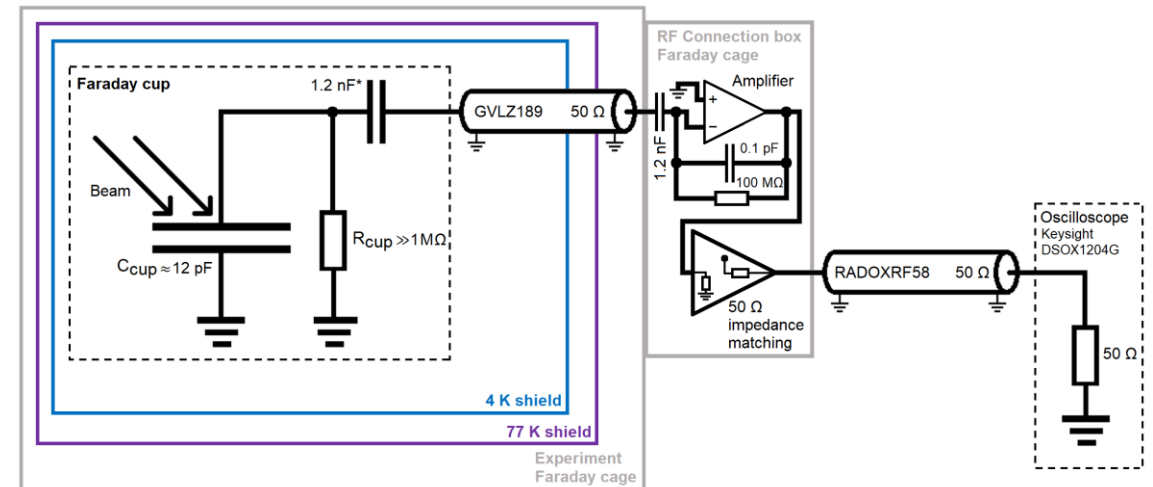 RF Connection box
Faraday cage
Faraday cup
1.2 nF*
Amplifier
+
−
GVLZ189 50 Ω
1.2 nF
0.1 pF
100 MΩ
Beam
Rcup ≫1MΩ
Ccup ≈ 12 pF
Oscilloscope
Keysight
DSOX1204G
RADOXRF58 50 Ω
50 Ω
impedance
matching
50 Ω
4 K shield
77 K shield
Experiment
Faraday cage